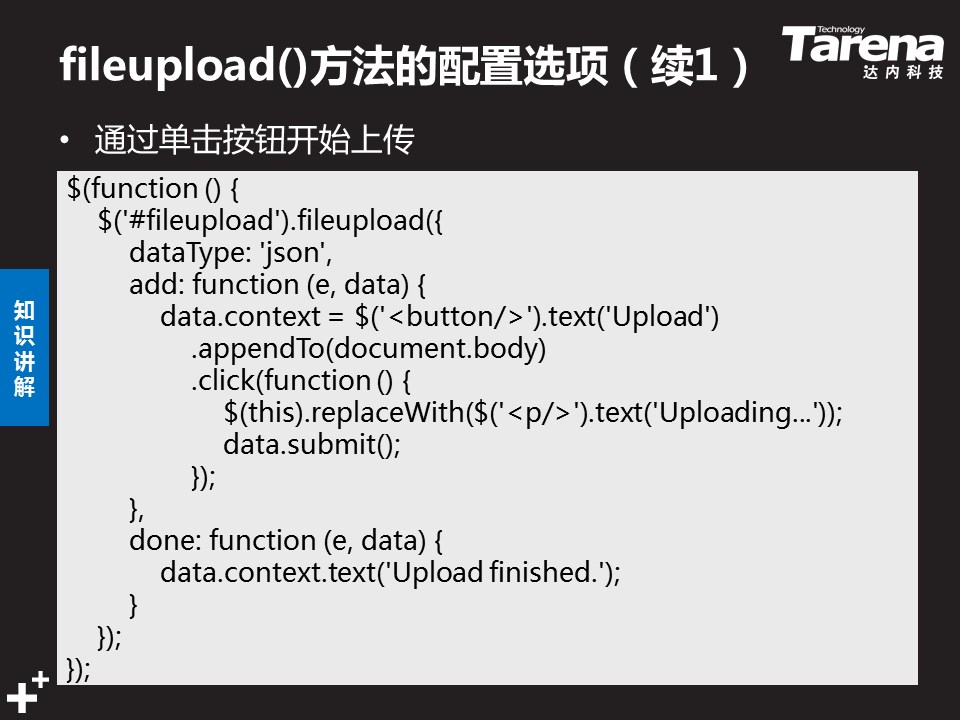 fileupload()方法的配置选项（续1）
Technology
Tarena
达内科技
• 通过单击按钮开始上传
知识讲解
$(function () {
    $('#fileupload').fileupload({
        dataType: 'json',
        add: function (e, data) {
            data.context = $('<button/>').text('Upload')
                .appendTo(document.body)
                .click(function () {
                    $(this).replaceWith($('<p/>').text('Uploading...'));
                    data.submit();
                });
        },
        done: function (e, data) {
            data.context.text('Upload finished.');
        }
    });
});